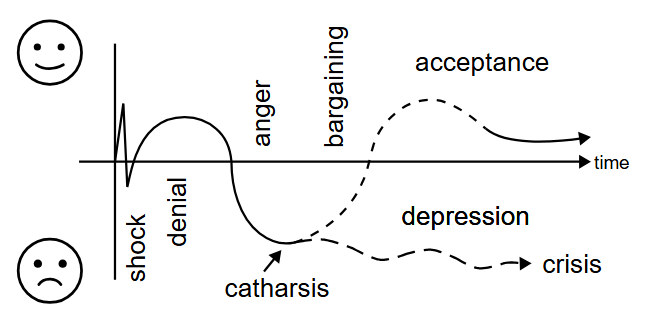 shock
denial
anger
bargaining
acceptance
time
depression
catharsis
crisis